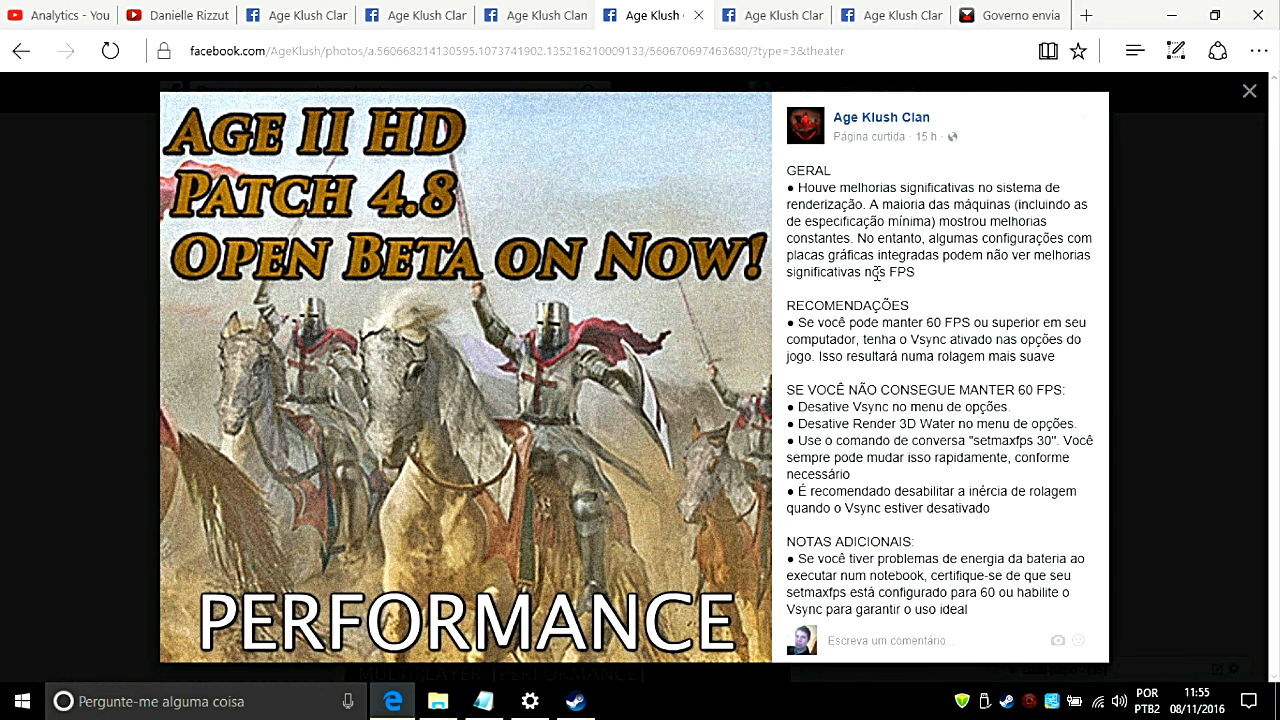 Analytics - You
Danielle Rizzut
Age Klush Clar
Age Klush Clar
Age Klush Clan
Age Klush
Age Klush Clar
Age Klush Clar
Governo envia
facebook.com/AgeKlush/photos/a.560668214130595.1073741902.135216210009133/560670697463680/?type=3&theater
AGE II HD
PATCH 4.8
OPEN BETA ON NOW!
PERFORMANCE
Age Klush Clan
Página curtida · 15 h ·
GERAL
● Houve melhorias significativas no sistema de
renderização. A maioria das máquinas (incluindo as
de especificação mínima) mostrou melhorias
constantes. No entanto, algumas configurações com
placas gráficas integradas podem não ver melhorias
significativas nos FPS
RECOMENDAÇÕES
● Se você pode manter 60 FPS ou superior em seu
computador, tenha o Vsync ativado nas opções do
jogo. Isso resultará numa rolagem mais suave
SE VOCÊ NÃO CONSEGUE MANTER 60 FPS:
● Desative Vsync no menu de opções.
● Desative Render 3D Water no menu de opções.
● Use o comando de conversa "setmaxfps 30". Você
sempre pode mudar isso rapidamente, conforme
necessário
● É recomendado desabilitar a inércia de rolagem
quando o Vsync estiver desativado
NOTAS ADICIONAIS:
● Se você tiver problemas de energia da bateria ao
executar num notebook, certifique-se de que seu
setmaxfps está configurado para 60 ou habilite o
Vsync para garantir o uso ideal
Escreva um comentário...
MULTIPLAYER [PERFORMANCE]
Pergunte-me alguma coisa
POR
PTB2
11:55
08/11/2016